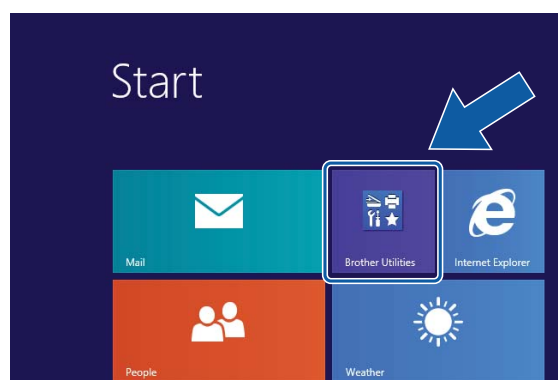 Start
Mail
Brother Utilities
Internet Explorer
People
Weather